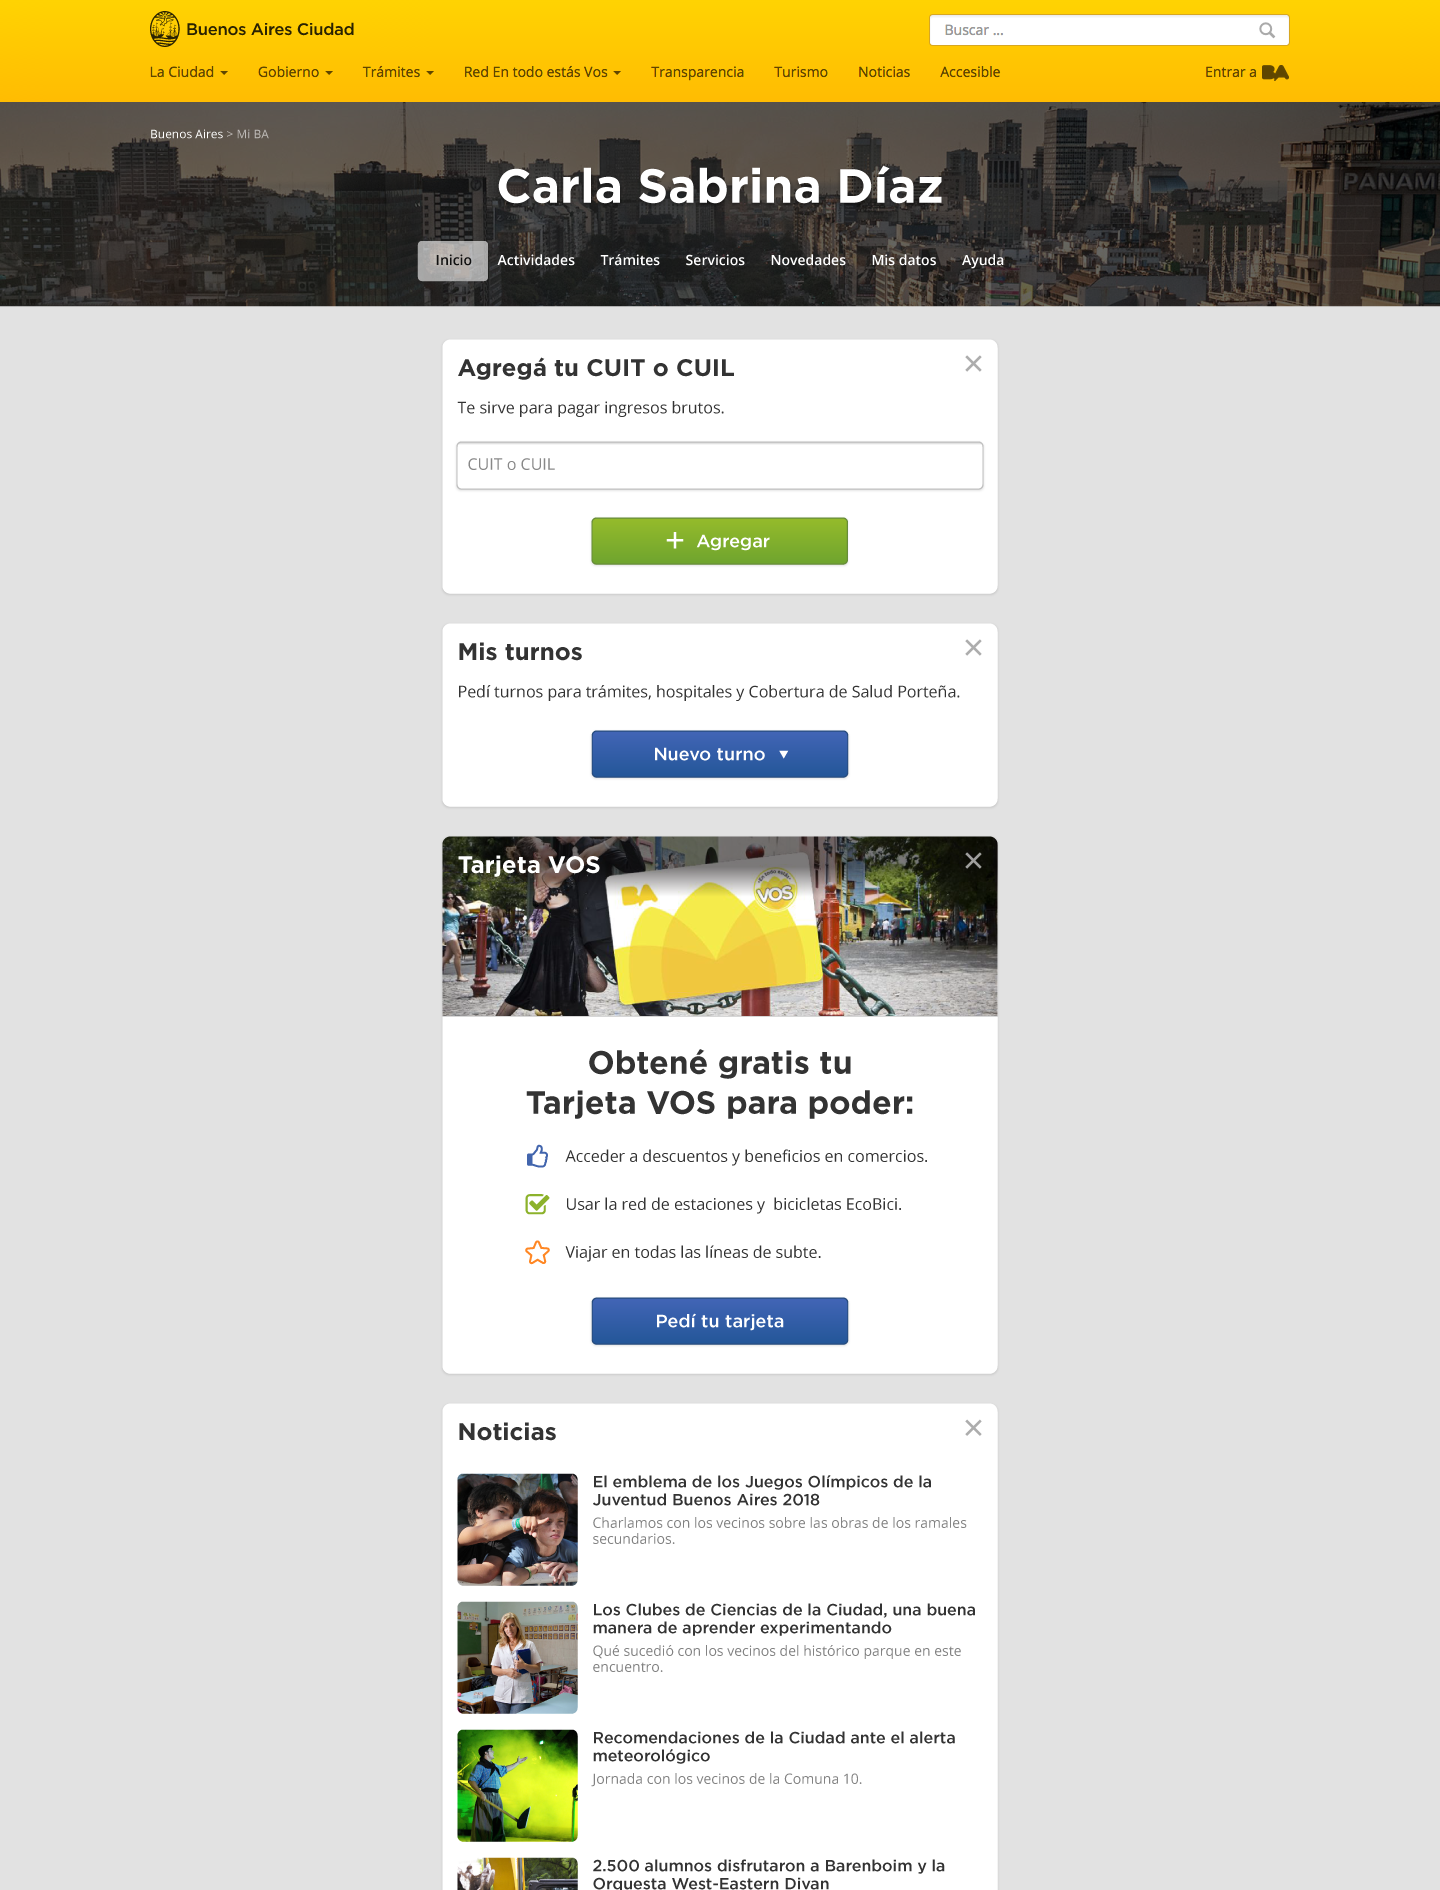 Buenos Aires Ciudad
Buscar ...
La Ciudad
Gobierno
Trámites
Red En todo estás Vos
Transparencia
Turismo
Noticias
Accesible
Entrar a BA
Buenos Aires > Mi BA
PANAM
Carla Sabrina Díaz
Inicio
Actividades
Trámites
Servicios
Novedades
Mis datos
Ayuda
Agregá tu CUIT o CUIL
Te sirve para pagar ingresos brutos.
CUIT o CUIL
+ Agregar
Mis turnos
Pedí turnos para trámites, hospitales y Cobertura de Salud Porteña.
Nuevo turno
Tarjeta VOS
BA
En todo estás
VOS
Obtené gratis tu
Tarjeta VOS para poder:
Acceder a descuentos y beneficios en comercios.
Usar la red de estaciones y  bicicletas EcoBici.
Viajar en todas las líneas de subte.
Pedí tu tarjeta
Noticias
El emblema de los Juegos Olímpicos de la
Juventud Buenos Aires 2018
Charlamos con los vecinos sobre las obras de los ramales
secundarios.
Los Clubes de Ciencias de la Ciudad, una buena
manera de aprender experimentando
Qué sucedió con los vecinos del histórico parque en este
encuentro.
Recomendaciones de la Ciudad ante el alerta
meteorológico
Jornada con los vecinos de la Comuna 10.
2.500 alumnos disfrutaron a Barenboim y la
Orquesta West-Eastern Divan